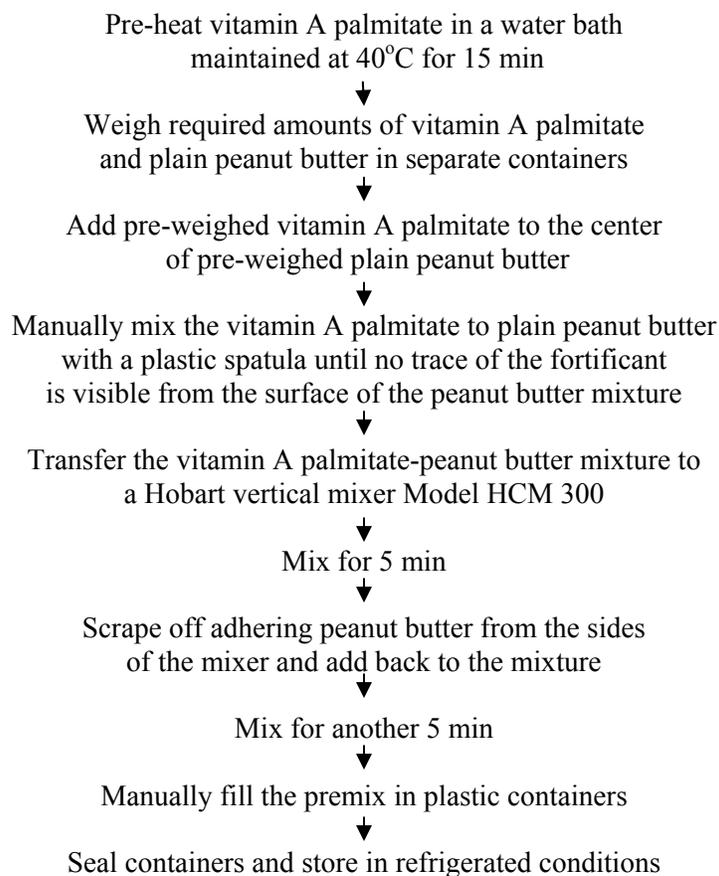 Pre-heat vitamin A palmitate in a water bath
maintained at 40°C for 15 min
Weigh required amounts of vitamin A palmitate
and plain peanut butter in separate containers
Add pre-weighed vitamin A palmitate to the center
of pre-weighed plain peanut butter
Manually mix the vitamin A palmitate to plain peanut butter
with a plastic spatula until no trace of the fortificant
is visible from the surface of the peanut butter mixture
Transfer the vitamin A palmitate-peanut butter mixture to
a Hobart vertical mixer Model HCM 300
Mix for 5 min
Scrape off adhering peanut butter from the sides
of the mixer and add back to the mixture
Mix for another 5 min
Manually fill the premix in plastic containers
Seal containers and store in refrigerated conditions